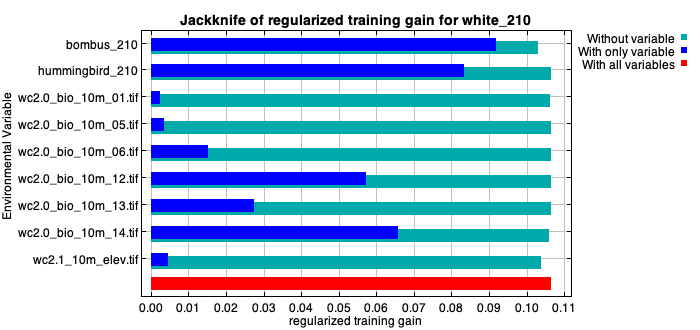 Jackknife of regularized training gain for white_210
Without variable
With only variable
With all variables
Environmental Variable
bombus_210
hummingbird_210
wc2.0_bio_10m_01.tif
wc2.0_bio_10m_05.tif
wc2.0_bio_10m_06.tif
wc2.0_bio_10m_12.tif
wc2.0_bio_10m_13.tif
wc2.0_bio_10m_14.tif
wc2.1_10m_elev.tif
0.00 0.01 0.02 0.03 0.04 0.05 0.06 0.07 0.08 0.09 0.10 0.11
regularized training gain